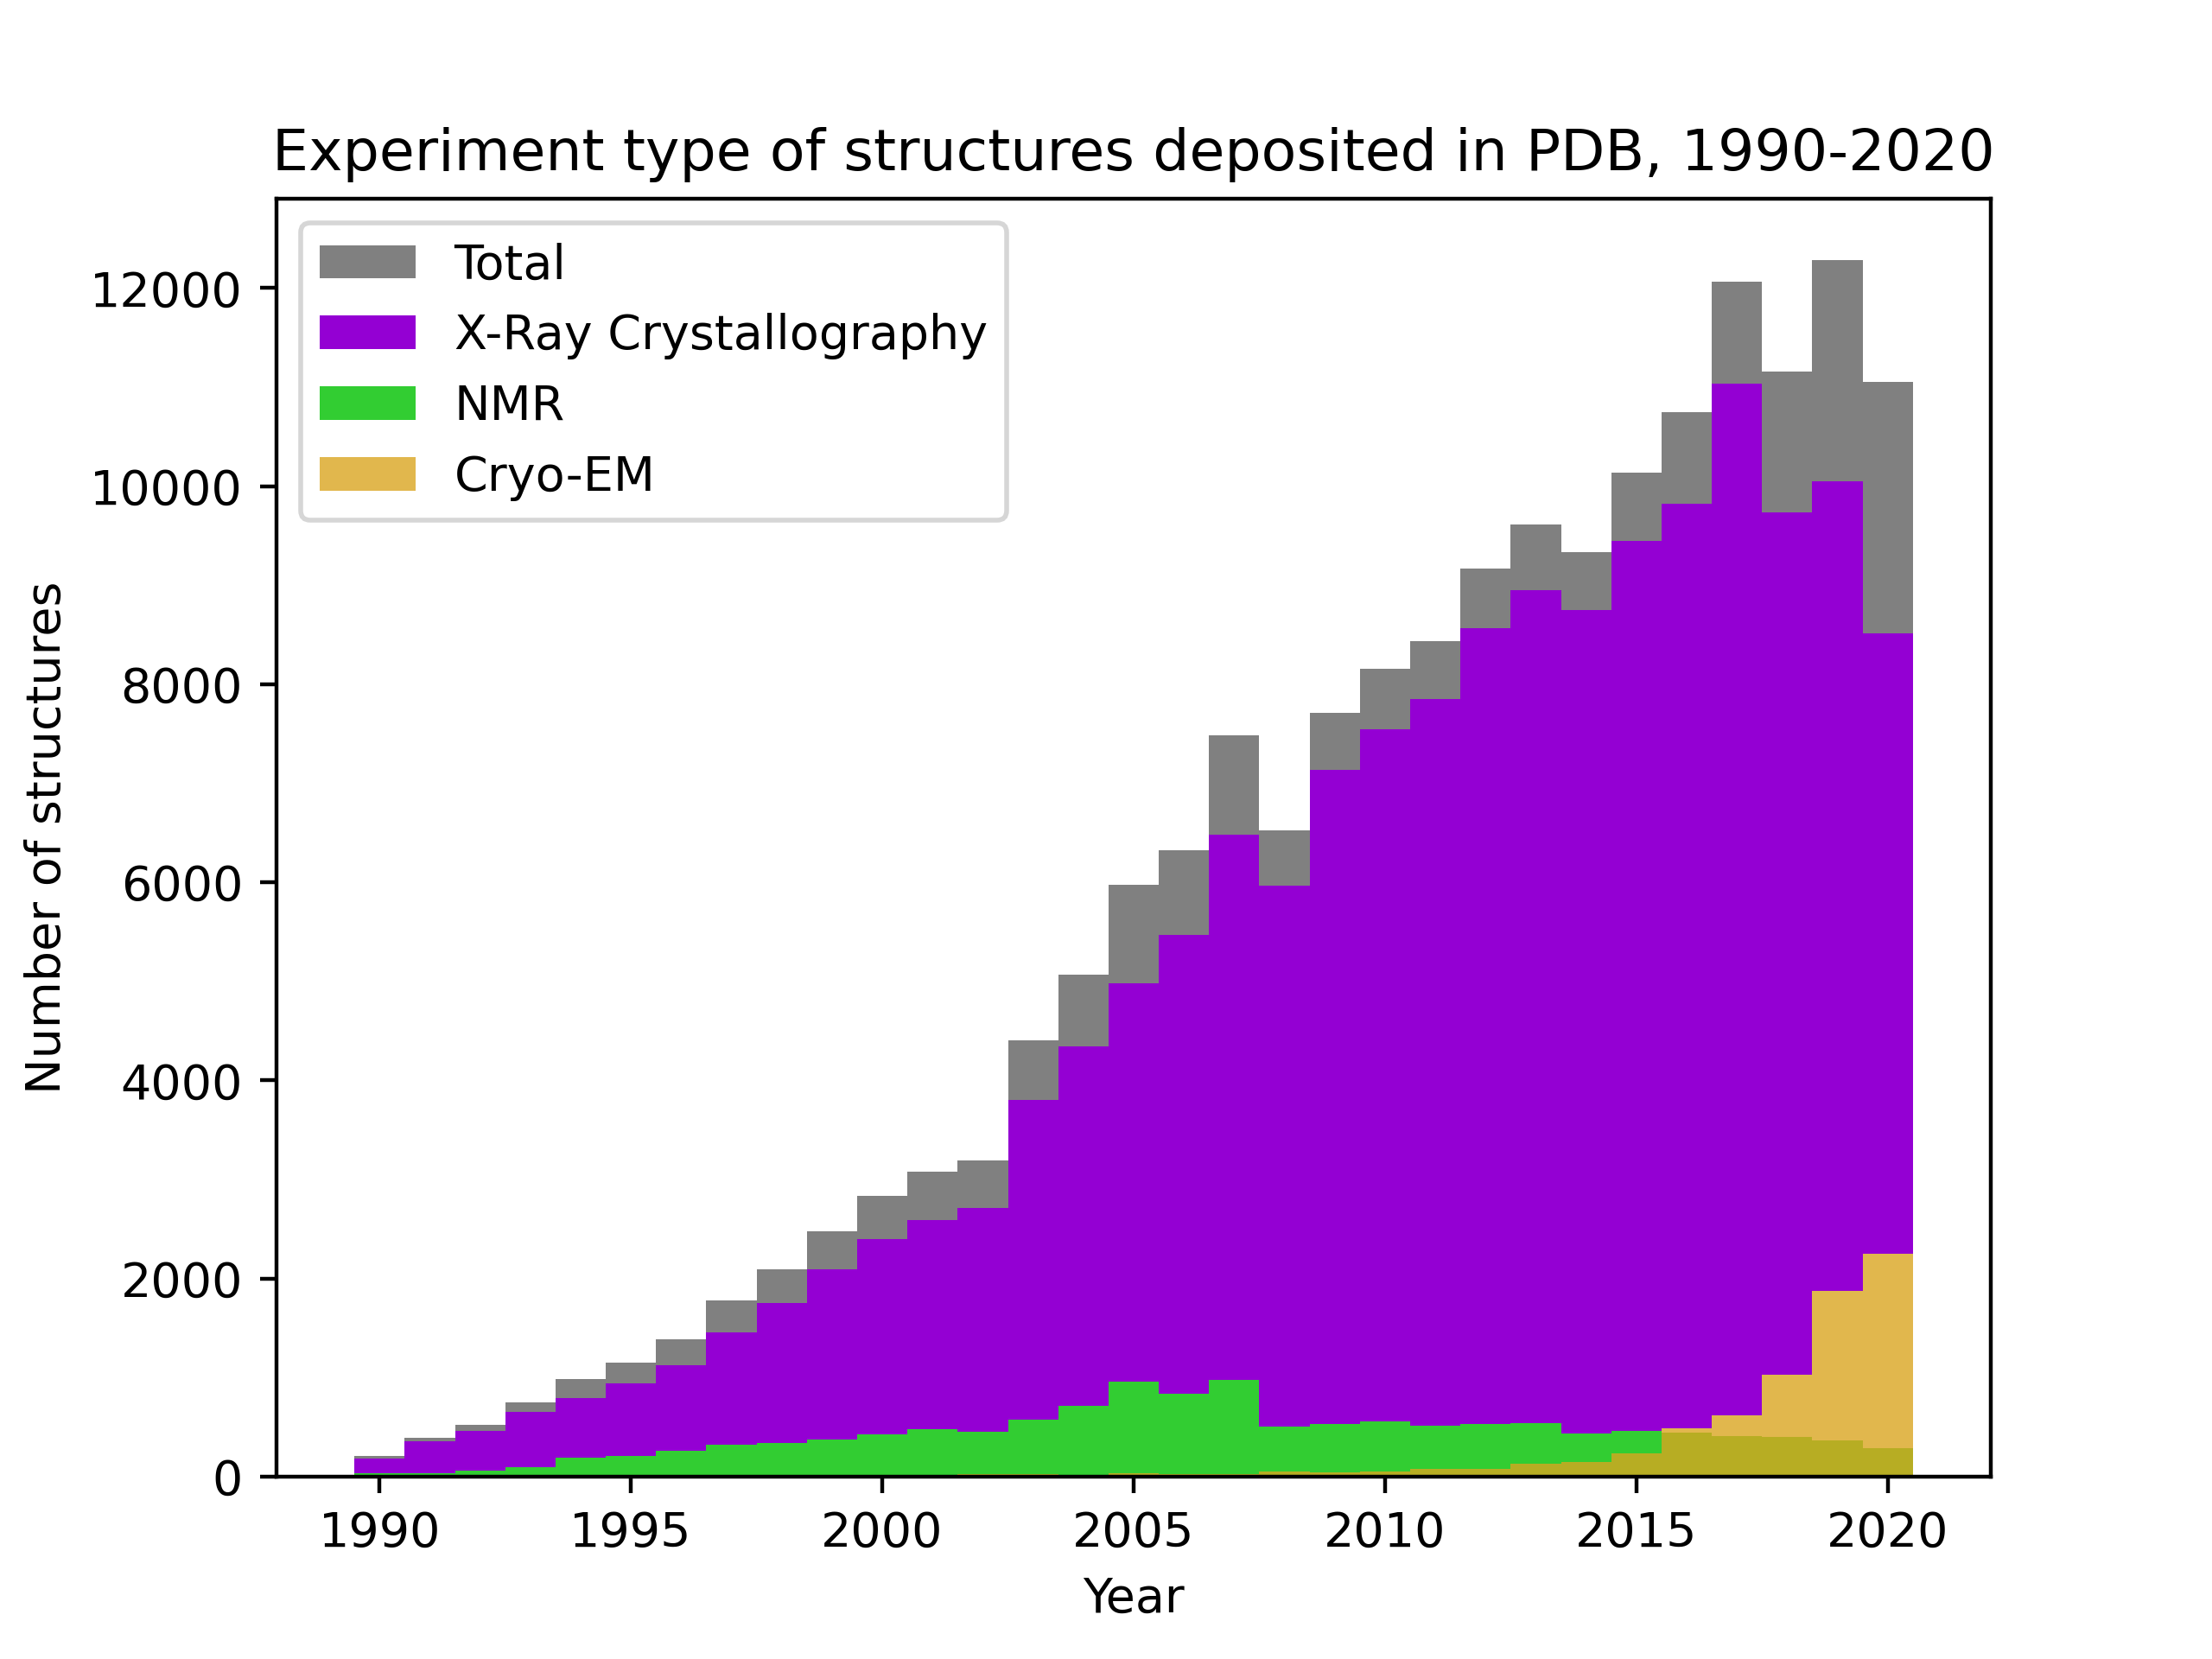 Experiment type of structures deposited in PDB, 1990-2020
Total
X-Ray Crystallography
NMR
Cryo-EM
12000
10000
8000
6000
4000
2000
0
Number of structures
1990 1995 2000 2005 2010 2015 2020
Year